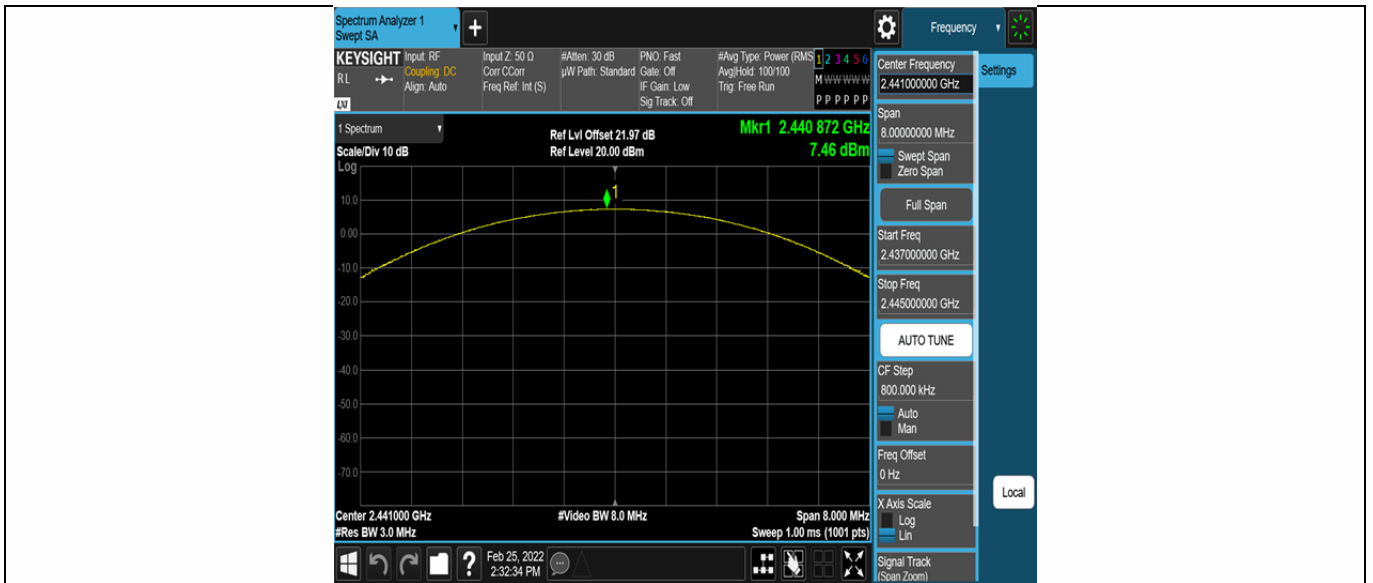 Spectrum Analyzer 1
Swept SA
+
Frequency
KEYSIGHT
RL
LXI
Input: RF
Coupling: DC
Align: Auto
Input Z: 50 Ω
Corr CCorr
Freq Ref: Int (S)
#Atten: 30 dB
µW Path: Standard
PNO: Fast
Gate: Off
IF Gain: Low
Sig Track: Off
#Avg Type: Power (RMS
Avg|Hold: 100/100
Trig: Free Run
1 2 3 4 5 6
M W W W W W
P P P P P P
Center Frequency
2.441000000 GHz
Settings
1 Spectrum
Scale/Div 10 dB
Log
Ref Lvl Offset 21.97 dB
Ref Level 20.00 dBm
Mkr1 2.440 872 GHz
7.46 dBm
Span
8.00000000 MHz
Swept Span
Zero Span
Full Span
1
10.0
0.00
-10.0
-20.0
-30.0
-40.0
-50.0
-60.0
-70.0
Start Freq
2.437000000 GHz
Stop Freq
2.445000000 GHz
AUTO TUNE
CF Step
800.000 kHz
Auto
Man
Freq Offset
0 Hz
X Axis Scale
Log
Lin
Local
Center 2.441000 GHz
#Res BW 3.0 MHz
#Video BW 8.0 MHz
Span 8.000 MHz
Sweep 1.00 ms (1001 pts)
?
Feb 25, 2022
2:32:34 PM
Signal Track
(Span Zoom)